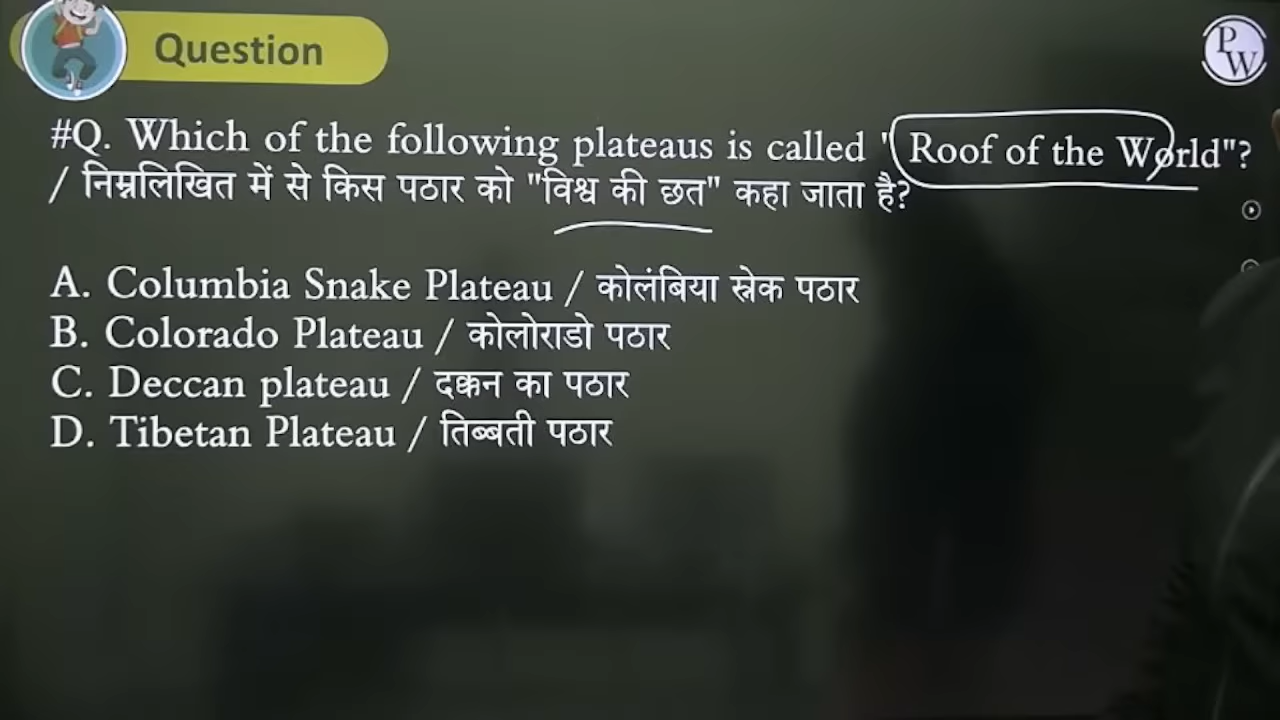 Question
PW
#Q. Which of the following plateaus is called "Roof of the World"?
/ निम्नलिखित में से किस पठार को "विश्व की छत" कहा जाता है?
A. Columbia Snake Plateau / कोलंबिया स्नेक पठार
B. Colorado Plateau / कोलोराडो पठार
C. Deccan plateau / दक्कन का पठार
D. Tibetan Plateau / तिब्बती पठार